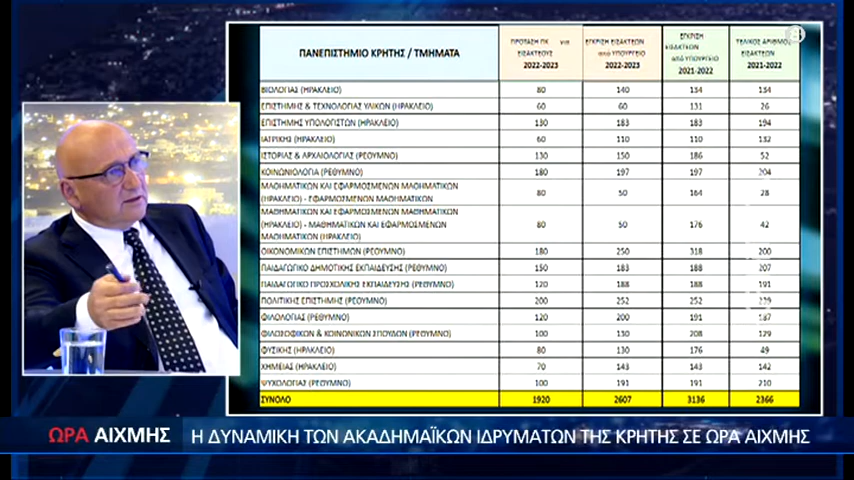 ΠΑΝΕΠΙΣΤΗΜΙΟ ΚΡΗΤΗΣ / ΤΜΗΜΑΤΑ
ΠΡΟΤΑΣΗ ΠΚ για ΕΙΣΑΚΤΕΟΥΣ 2022-2023
ΕΓΚΡΙΣΗ ΕΙΣΑΚΤΕΩΝ από ΥΠΟΥΡΓΕΙΟ 2022-2023
ΕΓΚΡΙΣΗ ΕΙΣΑΚΤΕΩΝ από ΥΠΟΥΡΓΕΙΟ 2021-2022
ΤΕΛΙΚΟΣ ΑΡΙΘΜΟΣ ΕΙΣΑΚΤΕΩΝ 2021-2022
ΒΙΟΛΟΓΙΑΣ (ΗΡΑΚΛΕΙΟ) 80 140 134 134
ΕΠΙΣΤΗΜΗΣ & ΤΕΧΝΟΛΟΓΙΑΣ ΥΛΙΚΩΝ (ΗΡΑΚΛΕΙΟ) 60 60 131 26
ΕΠΙΣΤΗΜΗΣ ΥΠΟΛΟΓΙΣΤΩΝ (ΗΡΑΚΛΕΙΟ) 130 183 183 194
ΙΑΤΡΙΚΗΣ (ΗΡΑΚΛΕΙΟ) 60 110 110 132
ΙΣΤΟΡΙΑΣ & ΑΡΧΑΙΟΛΟΓΙΑΣ (ΡΕΘΥΜΝΟ) 130 150 186 52
ΚΟΙΝΩΝΙΟΛΟΓΙΑ (ΡΕΘΥΜΝΟ) 180 197 197 204
ΜΑΘΗΜΑΤΙΚΩΝ ΚΑΙ ΕΦΑΡΜΟΣΜΕΝΩΝ ΜΑΘΗΜΑΤΙΚΩΝ
(ΗΡΑΚΛΕΙΟ) - ΕΦΑΡΜΟΣΜΕΝΩΝ ΜΑΘΗΜΑΤΙΚΩΝ 80 50 164 28
ΜΑΘΗΜΑΤΙΚΩΝ ΚΑΙ ΕΦΑΡΜΟΣΜΕΝΩΝ ΜΑΘΗΜΑΤΙΚΩΝ
(ΗΡΑΚΛΕΙΟ) - ΜΑΘΗΜΑΤΙΚΩΝ ΚΑΙ ΕΦΑΡΜΟΣΜΕΝΩΝ 80 50 176 42
ΜΑΘΗΜΑΤΙΚΩΝ (ΗΡΑΚΛΕΙΟ)
ΟΙΚΟΝΟΜΙΚΩΝ ΕΠΙΣΤΗΜΩΝ (ΡΕΟΥΜΝΟ) 180 250 318 200
ΠΑΙΔΑΓΩΓΙΚΟ ΔΗΜΟΤΙΚΗΣ ΕΚΠΑΙΔΕΥΣΗΣ (ΡΕΘΥΜΝΟ) 150 183 188 207
ΠΑΙΔΑΓΩΓΙΚΟ ΠΡΟΣΧΟΛΙΚΗΣ ΕΚΠΑΙΔΕΥΣΗΣ (ΡΕΘΥΜΝΟ) 120 188 188 191
ΠΟΛΙΤΙΚΗΣ ΕΠΙΣΤΗΜΗΣ (ΡΕΘΥΜΝΟ) 200 252 252 239
ΦΙΛΟΛΟΓΙΑΣ (ΡΕΘΥΜΝΟ) 120 200 191 187
ΦΙΛΟΣΟΦΙΚΩΝ & ΚΟΙΝΩΝΙΚΩΝ ΣΠΟΥΔΩΝ (ΡΕΘΥΜΝΟ) 100 130 208 129
ΦΥΣΙΚΗΣ (ΗΡΑΚΛΕΙΟ) 80 130 176 49
ΧΗΜΕΙΑΣ (ΗΡΑΚΛΕΙΟ) 70 143 143 142
ΨΥΧΟΛΟΓΙΑΣ (ΡΕΘΥΜΝΟ) 100 191 191 210
ΣΥΝΟΛΟ 1920 2607 3136 2366
ΩΡΑ ΑΙΧΜΗΣ Η ΔΥΝΑΜΙΚΗ ΤΩΝ ΑΚΑΔΗΜΑΪΚΩΝ ΙΔΡΥΜΑΤΩΝ ΤΗΣ ΚΡΗΤΗΣ ΣΕ ΩΡΑ ΑΙΧΜΗΣ